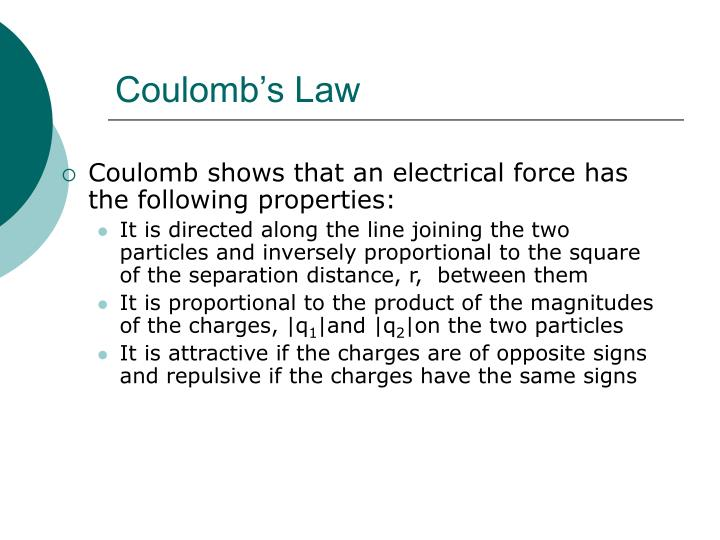 Coulomb’s Law
Coulomb shows that an electrical force has
the following properties:
It is directed along the line joining the two
particles and inversely proportional to the square
of the separation distance, r,  between them
It is proportional to the product of the magnitudes
of the charges, |q₁|and |q₂|on the two particles
It is attractive if the charges are of opposite signs
and repulsive if the charges have the same signs